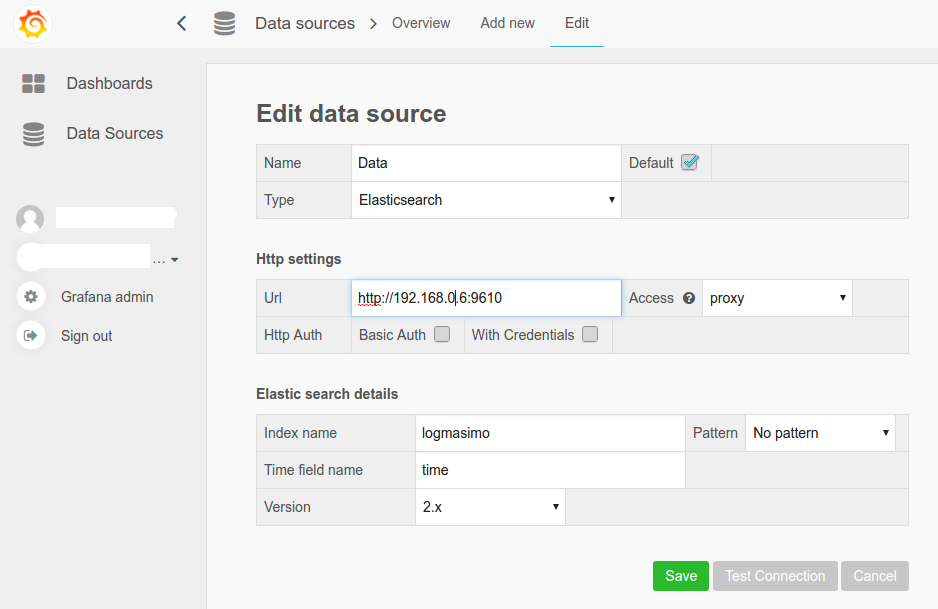 Data sources > Overview Add new Edit
Dashboards
Data Sources
...
Grafana admin
Sign out
Edit data source
Name Data Default
Type Elasticsearch
Http settings
Url http://192.168.0.6:9610 Access ? proxy
Http Auth Basic Auth With Credentials
Elastic search details
Index name logmasimo Pattern No pattern
Time field name time
Version 2.x
Save Test Connection Cancel